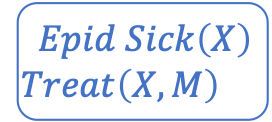 Epid Sick(X)
Treat(X, M)